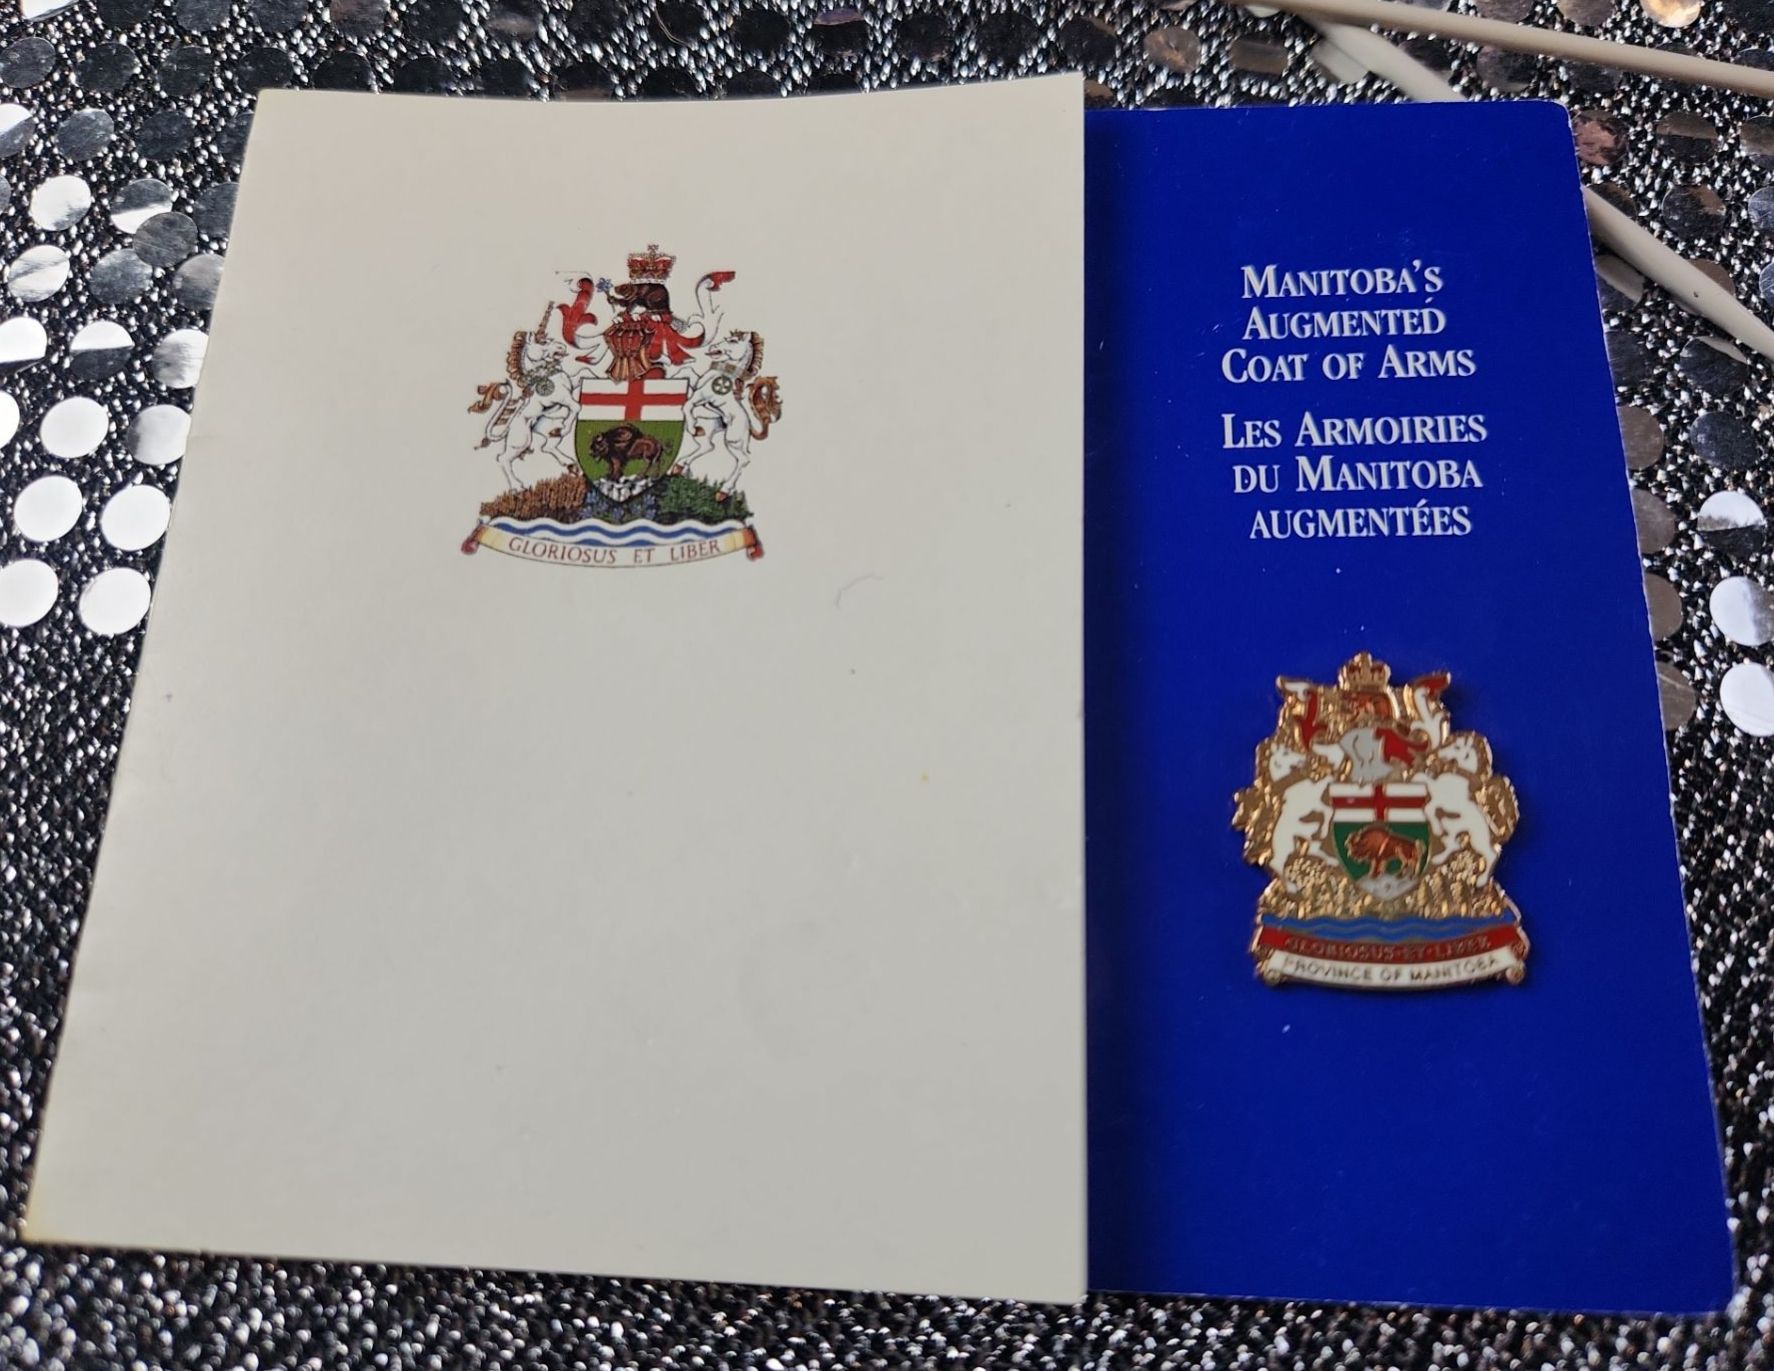 GLORIOSUS ET LIBER
MANITOBA'S
AUGMENTED
COAT OF ARMS
LES ARMOIRIES
DU MANITOBA
AUGMENTÉES
GLORIOSUS·ET·LIBER
PROVINCE OF MANITOBA